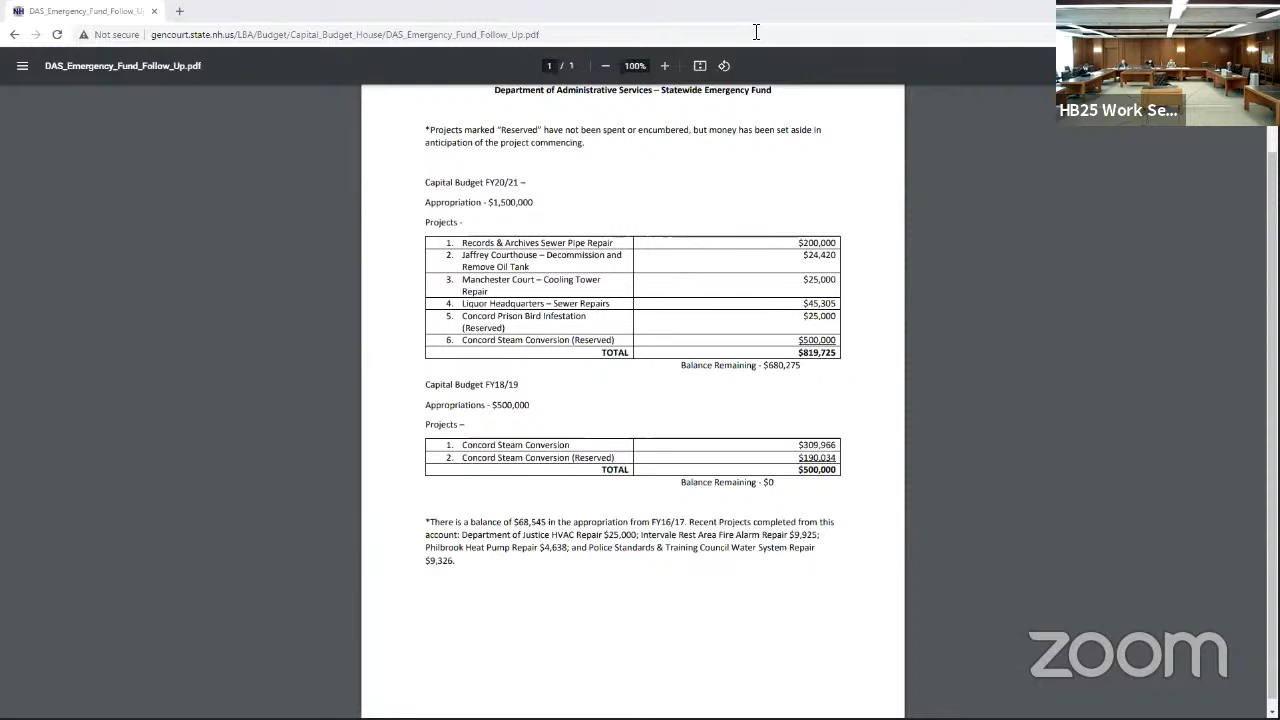 DAS_Emergency_Fund_Follow_U
Not secure
gencourt.state.nh.us/LBA/Budget/Capital_Budget_
/DAS_Emergency_Fund_Follow_Up.pdf
DAS_Emergency_Fund_Follow_Up.pdf
1 / 1
100%
HB25 Work Se...
Department of Administrative Services – Statewide Emergency Fund
*Projects marked “Reserved” have not been spent or encumbered, but money has been set aside in
anticipation of the project commencing.
Capital Budget FY20/21 –
Appropriation - $1,500,000
Projects -
1. Records & Archives Sewer Pipe Repair $200,000
2. Jaffrey Courthouse – Decommission and $24,420
Remove Oil Tank
3. Manchester Court – Cooling Tower $25,000
Repair
4. Liquor Headquarters – Sewer Repairs $45,305
5. Concord Prison Bird Infestation $25,000
(Reserved)
6. Concord Steam Conversion (Reserved) $500,000
TOTAL $819,725
Balance Remaining - $680,275
Capital Budget FY18/19
Appropriations - $500,000
Projects –
1. Concord Steam Conversion $309,966
2. Concord Steam Conversion (Reserved) $190,034
TOTAL $500,000
Balance Remaining - $0
*There is a balance of $68,545 in the appropriation from FY16/17. Recent Projects completed from this
account: Department of Justice HVAC Repair $25,000; Intervale Rest Area Fire Alarm Repair $9,925;
Philbrook Heat Pump Repair $4,638; and Police Standards & Training Council Water System Repair
$9,326.
zoom